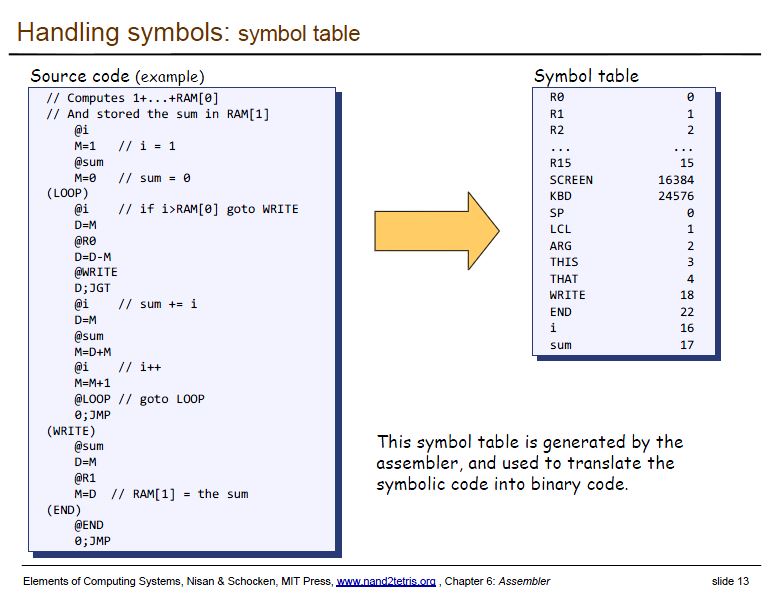 Handling symbols: symbol table
Source code (example)
// Computes 1+...+RAM[0]
// And stored the sum in RAM[1]
@i
M=1 // i = 1
@sum
M=0 // sum = 0
(LOOP)
@i // if i>RAM[0] goto WRITE
D=M
@R0
D=D-M
@WRITE
D;JGT
@i // sum += i
D=M
@sum
M=D+M
@i // i++
M=M+1
@LOOP // goto LOOP
0;JMP
(WRITE)
@sum
D=M
@R1
M=D // RAM[1] = the sum
(END)
@END
0;JMP
Symbol table
R0 0
R1 1
R2 2
... ...
R15 15
SCREEN 16384
KBD 24576
SP 0
LCL 1
ARG 2
THIS 3
THAT 4
WRITE 18
END 22
i 16
sum 17
This symbol table is generated by the
assembler, and used to translate the
symbolic code into binary code.
Elements of Computing Systems, Nisan & Schocken, MIT Press, www.nand2tetris.org , Chapter 6: Assembler slide 13